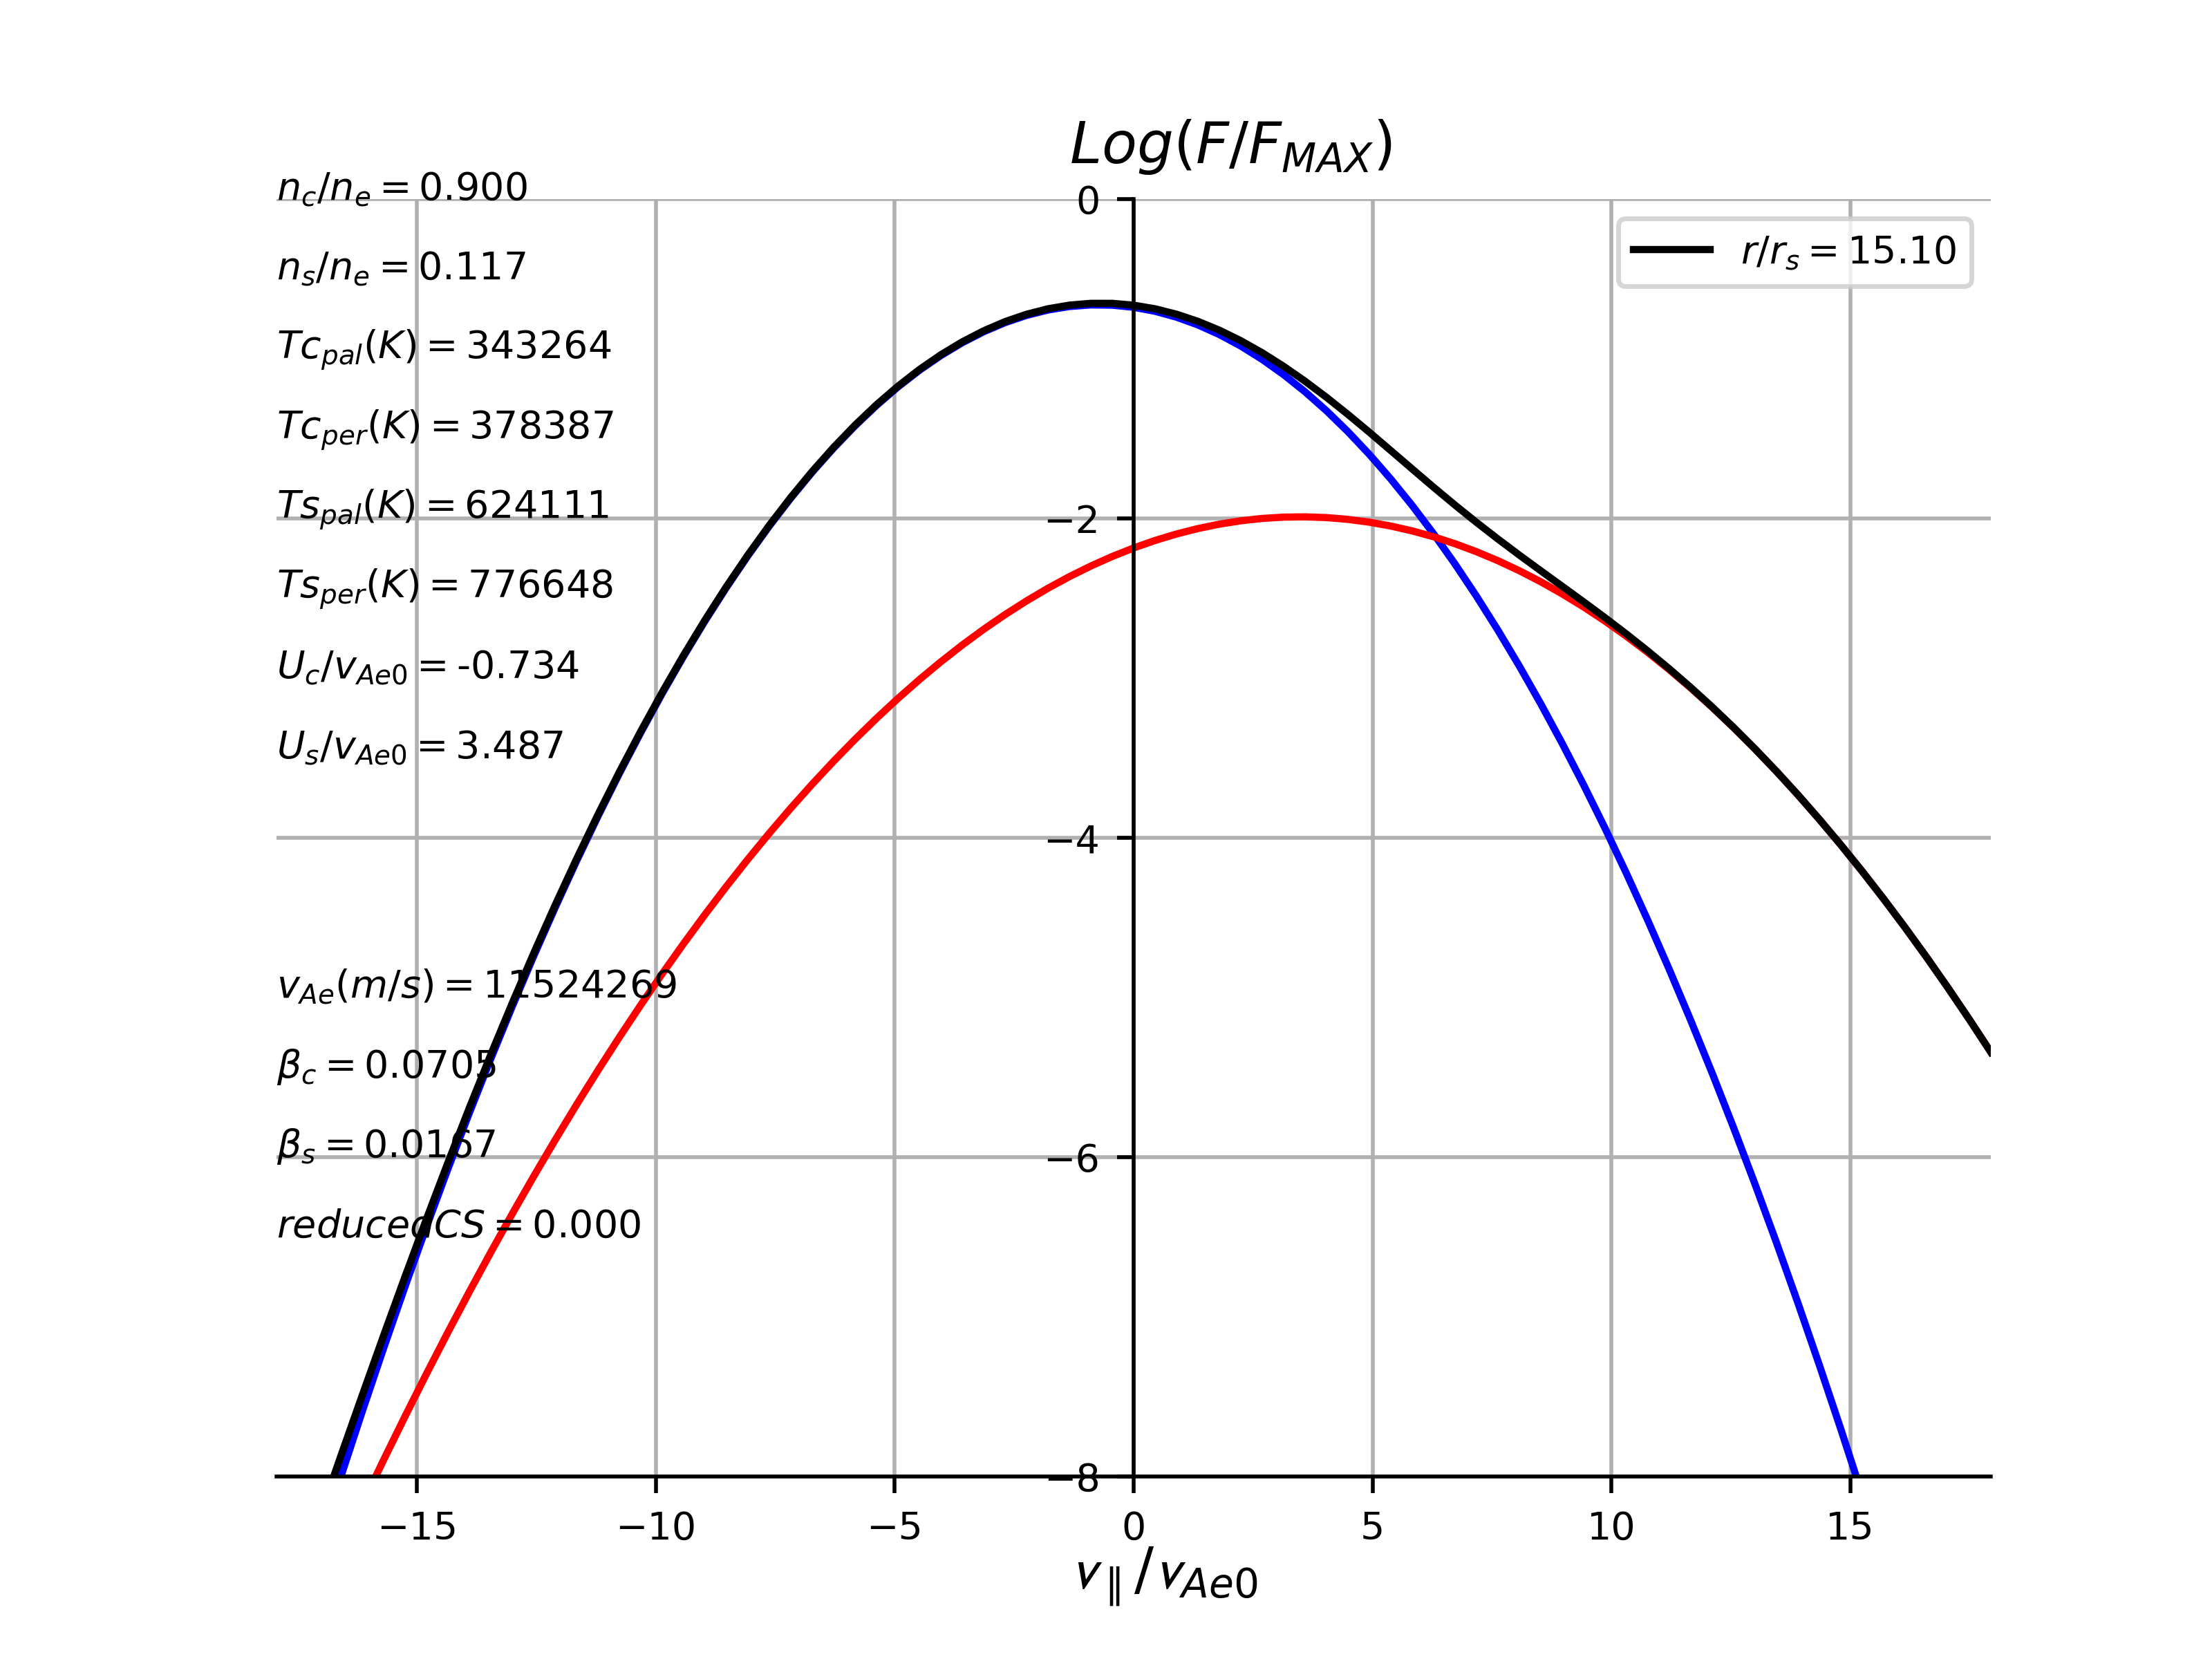 Log(F/F_MAX)
n_c/n_e = 0.900
n_s/n_e = 0.117
Tc_pal(K) = 343264
Tc_per(K) = 378387
Ts_pal(K) = 624111
Ts_per(K) = 776648
U_c/v_Ae0 = -0.734
U_s/v_Ae0 = 3.487
v_Ae(m/s) = 11524269
β_c = 0.0705
β_s = 0.0167
reducedCS = 0.000
r/r_s = 15.10
0
−2
−4
−6
−8
−15 −10 −5 0 5 10 15
v_∥/v_Ae0